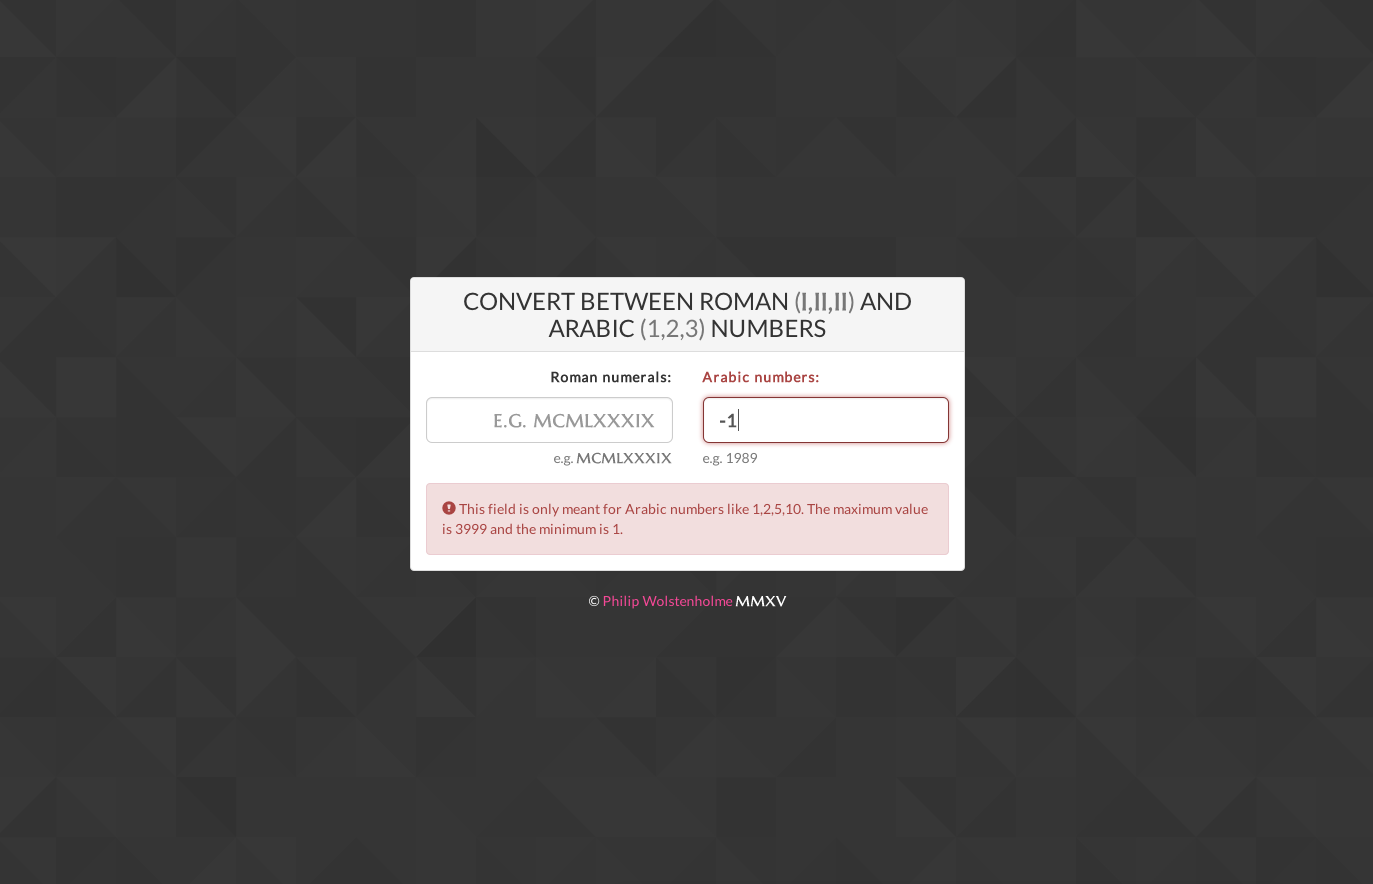 CONVERT BETWEEN ROMAN (I,II,II) AND
ARABIC (1,2,3) NUMBERS
Roman numerals:
Arabic numbers:
E.G. MCMLXXXIX
-1
e.g. MCMLXXXIX
e.g. 1989
This field is only meant for Arabic numbers like 1,2,5,10. The maximum value
is 3999 and the minimum is 1.
© Philip Wolstenholme MMXV